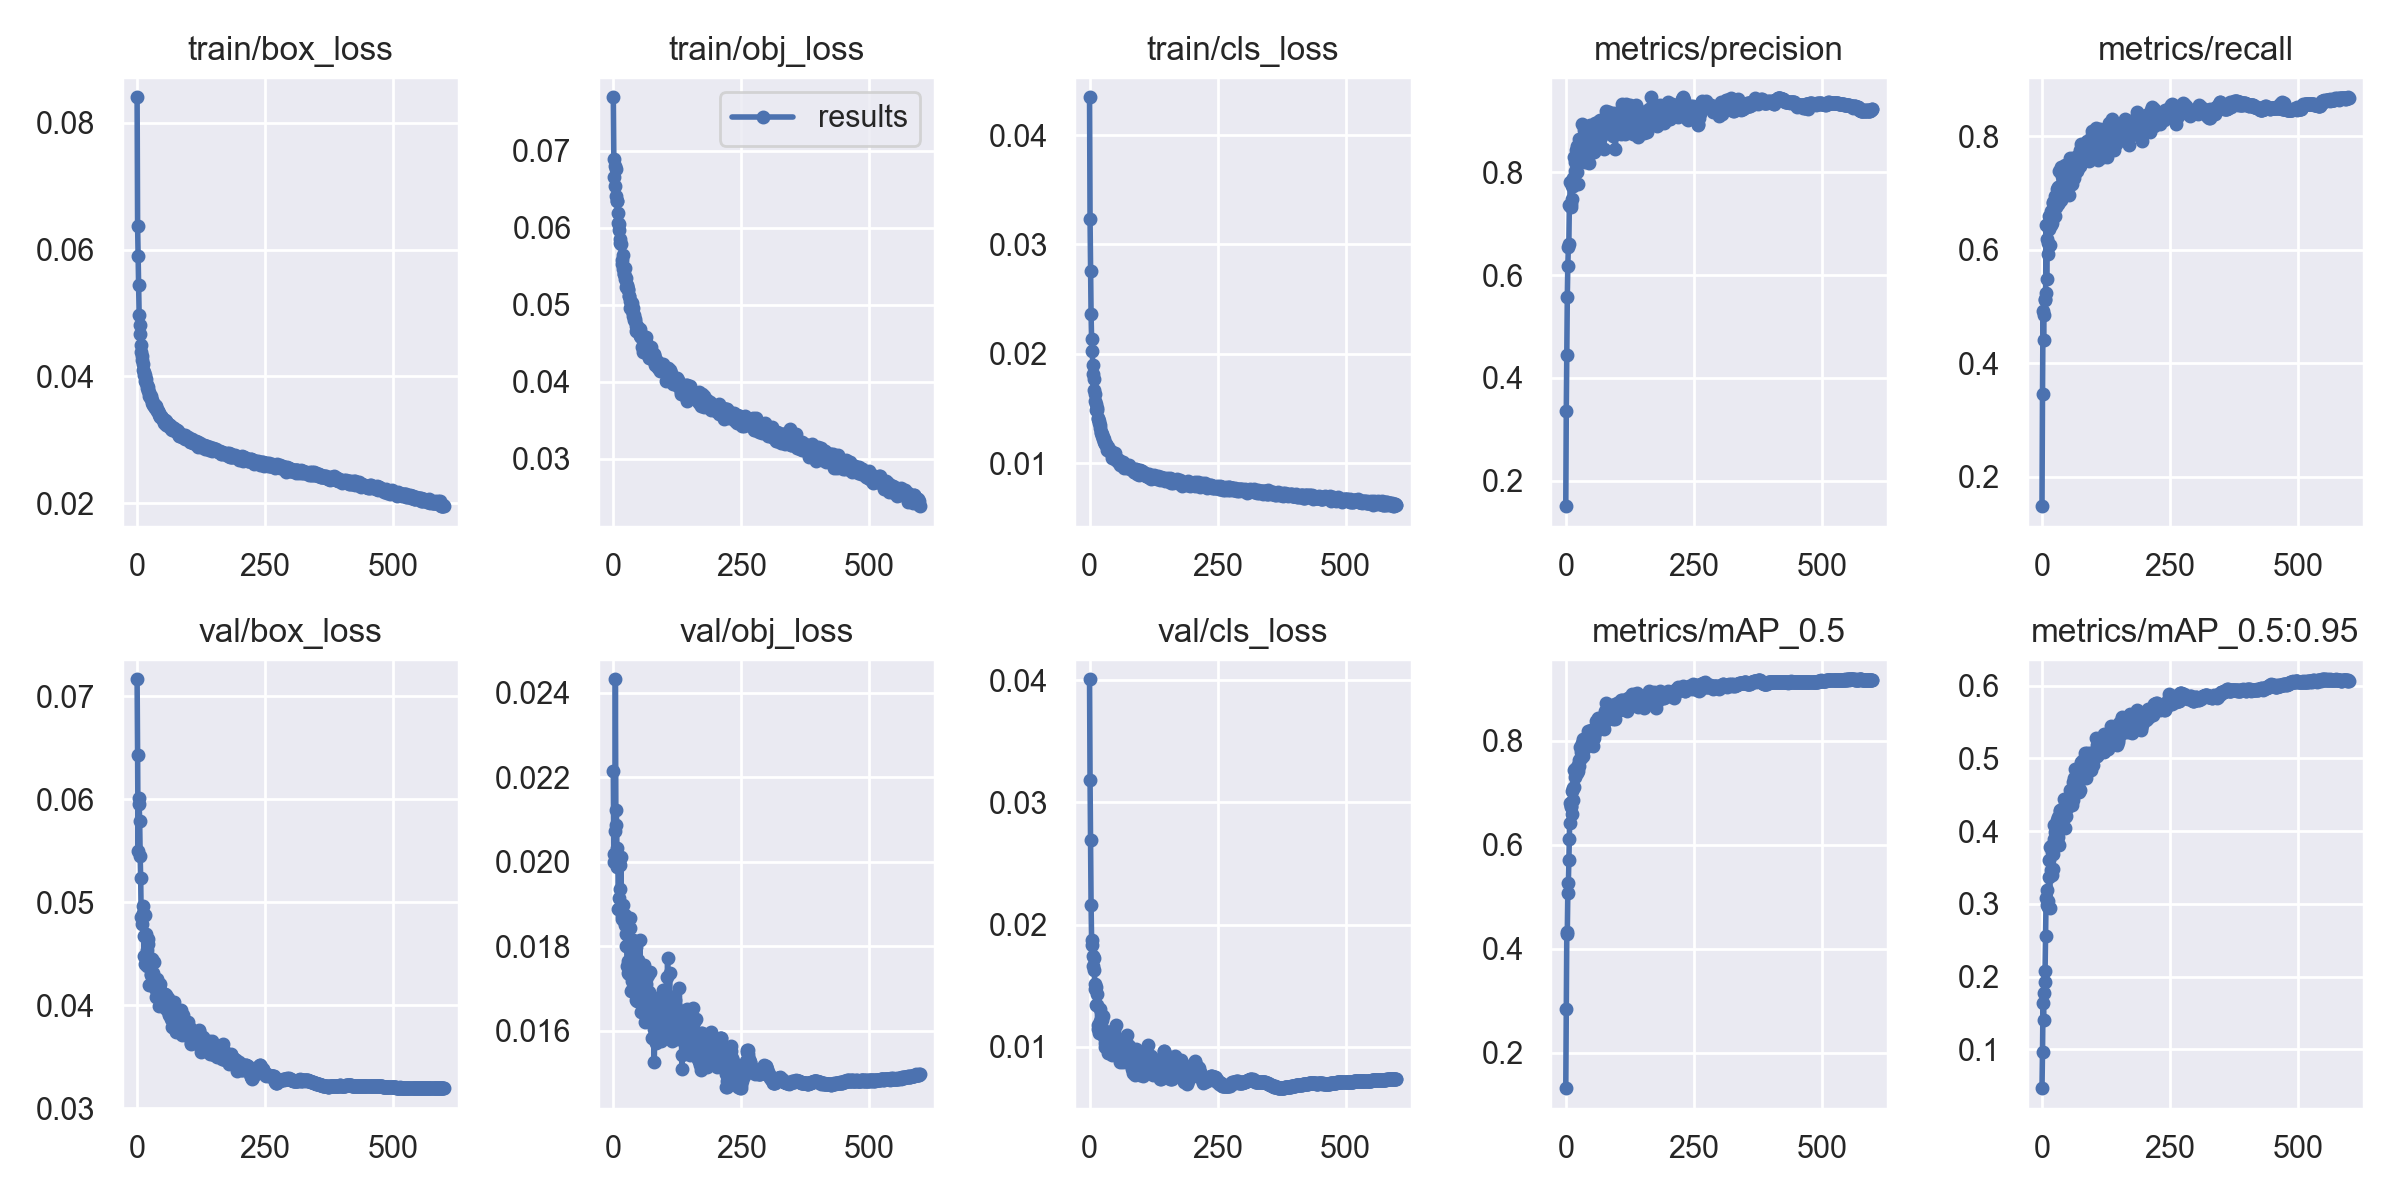 train/box_loss
0.08
0.06
0.04
0.02
0 250 500
train/obj_loss
results
0.07
0.06
0.05
0.04
0.03
0 250 500
train/cls_loss
0.04
0.03
0.02
0.01
0 250 500
metrics/precision
0.8
0.6
0.4
0.2
0 250 500
metrics/recall
0.8
0.6
0.4
0.2
0 250 500
val/box_loss
0.07
0.06
0.05
0.04
0.03
0 250 500
val/obj_loss
0.024
0.022
0.020
0.018
0.016
0 250 500
val/cls_loss
0.04
0.03
0.02
0.01
0 250 500
metrics/mAP_0.5
0.8
0.6
0.4
0.2
0 250 500
metrics/mAP_0.5:0.95
0.6
0.5
0.4
0.3
0.2
0.1
0 250 500